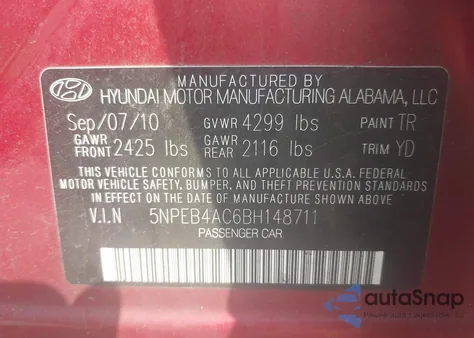 MANUFACTURED BY
HYUNDAI MOTOR MANUFACTURING ALABAMA, LLC
Sep/07/10 GVWR 4299 lbs PAINT TR
GAWR FRONT 2425 lbs GAWR REAR 2116 lbs TRIM YD
THIS VEHICLE CONFORMS TO ALL APPLICABLE U.S.A. FEDERAL
MOTOR VEHICLE SAFETY, BUMPER, AND THEFT PREVENTION STANDARDS
IN EFFECT ON THE DATE OF MANUFACTURE SHOWN ABOVE.
V.I.N 5NPEB4AC6BH148711
PASSENGER CAR
autoSnap